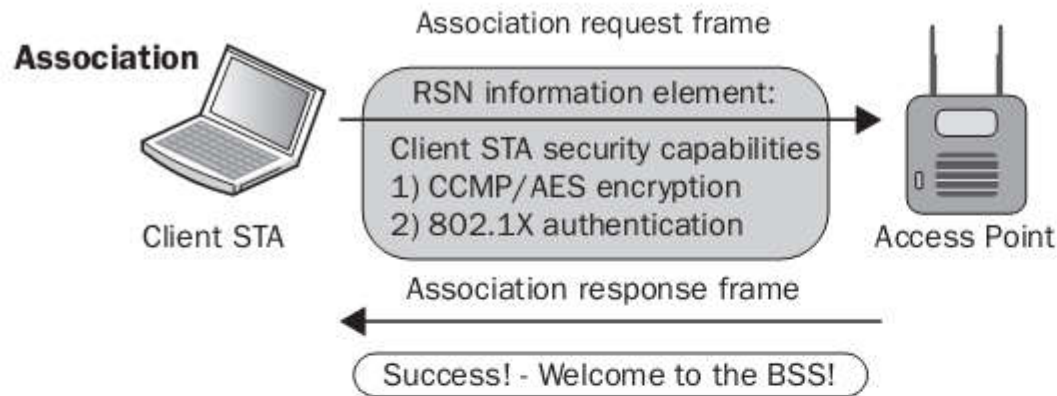 Association request frame
Association
RSN information element:
Client STA security capabilities
1) CCMP/AES encryption
2) 802.1X authentication
Client STA
Access Point
Association response frame
Success! - Welcome to the BSS!